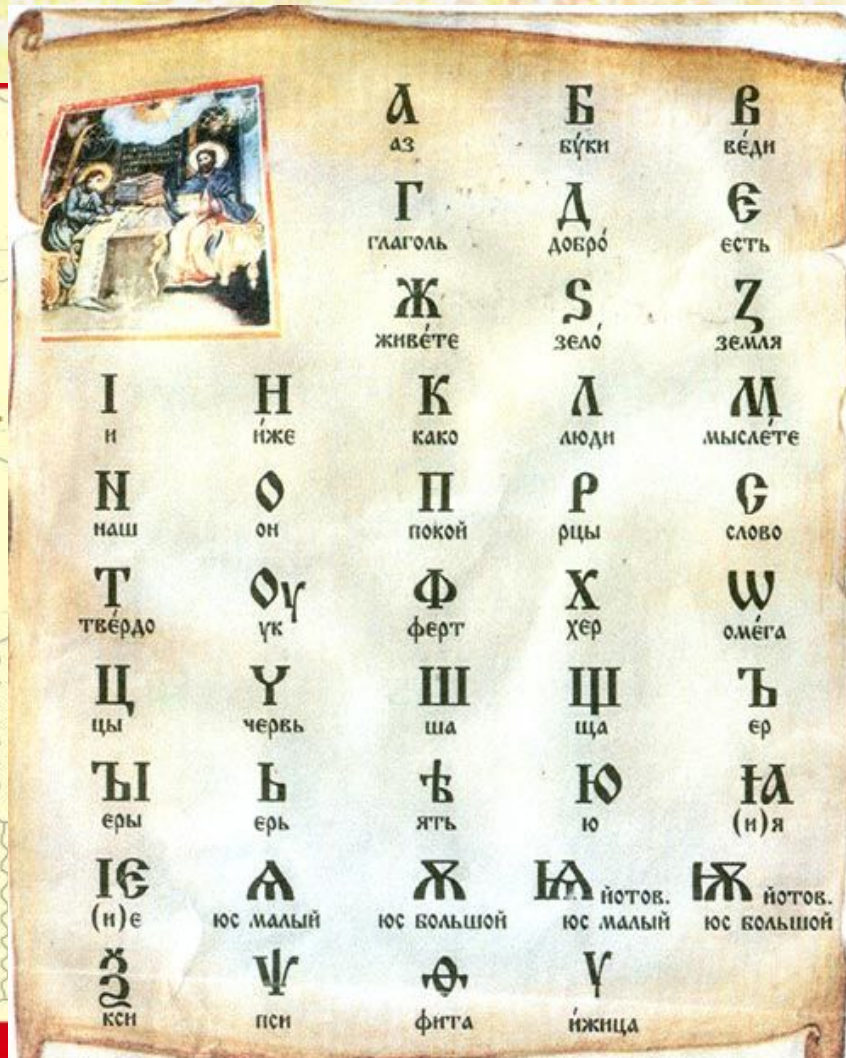 А Б В
аз бу́ки ве́ди
Г Д Є
глаголь добро́ єсть
Ж Ѕ З
живе́те зело́ земля
І Н К Л М
и и́же како люди мысле́те
N О П Р С
наш он покой рцы слово
Т Оу Ф Х Ѡ
тве́рдо ук ферт хер оме́га
Ц Ч Ш Щ Ъ
цы червь ша ща ер
ЪІ Ь Ѣ Ю Ꙗ
еры ерь ять ю (и)я
Ѥ Ѧ Ѫ Ѩ йотов. Ѭ йотов.
(и)е юс малый юс большой юс малый юс большой
Ѯ Ѱ Ѳ Ѵ
кси пси фита и́жица